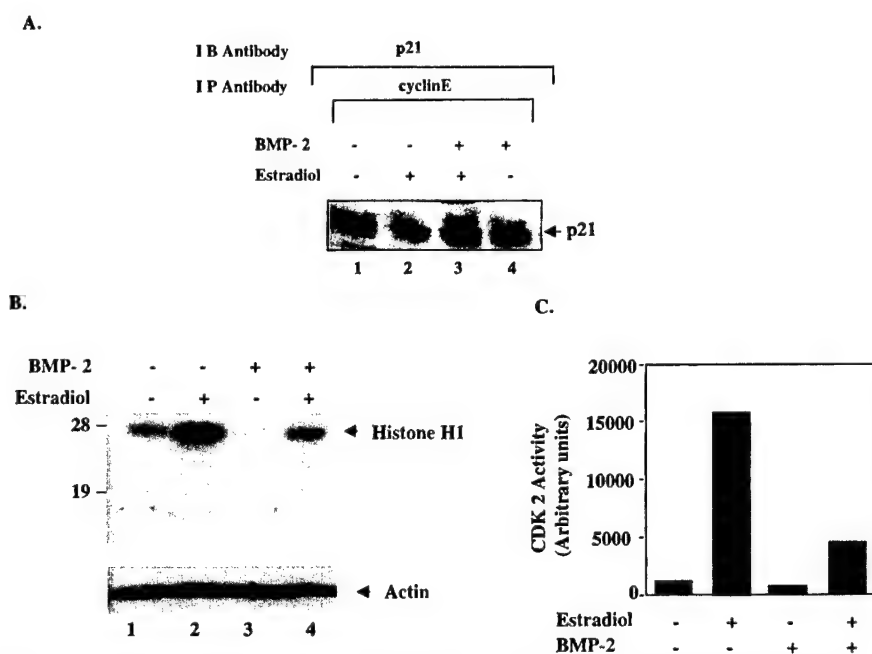 A.
I B Antibody p21
I P Antibody cyclinE
BMP- 2 - - + +
Estradiol - + + -
p21
1 2 3 4
B.
BMP- 2 - - + +
Estradiol - + - +
28
Histone H1
19
Actin
1 2 3 4
C.
20000
15000
10000
5000
0
CDK 2 Activity
(Arbitrary units)
Estradiol - + - +
BMP-2 - - + +